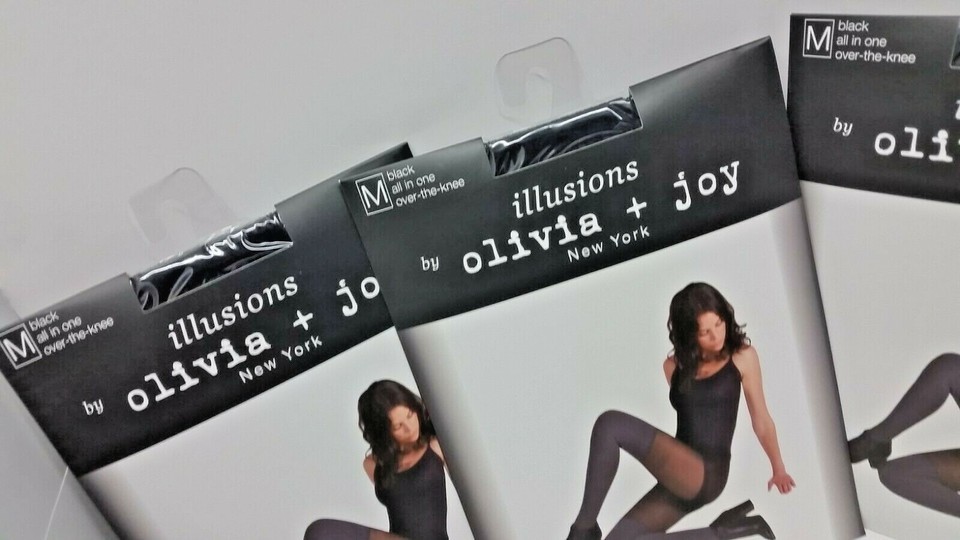 M black
all in one
over-the-knee
illusions
by olivia + jo
New York
M black
all in one
over-the-knee
illusions
by olivia + joy
New York
M black
all in one
over-the-knee
by oli